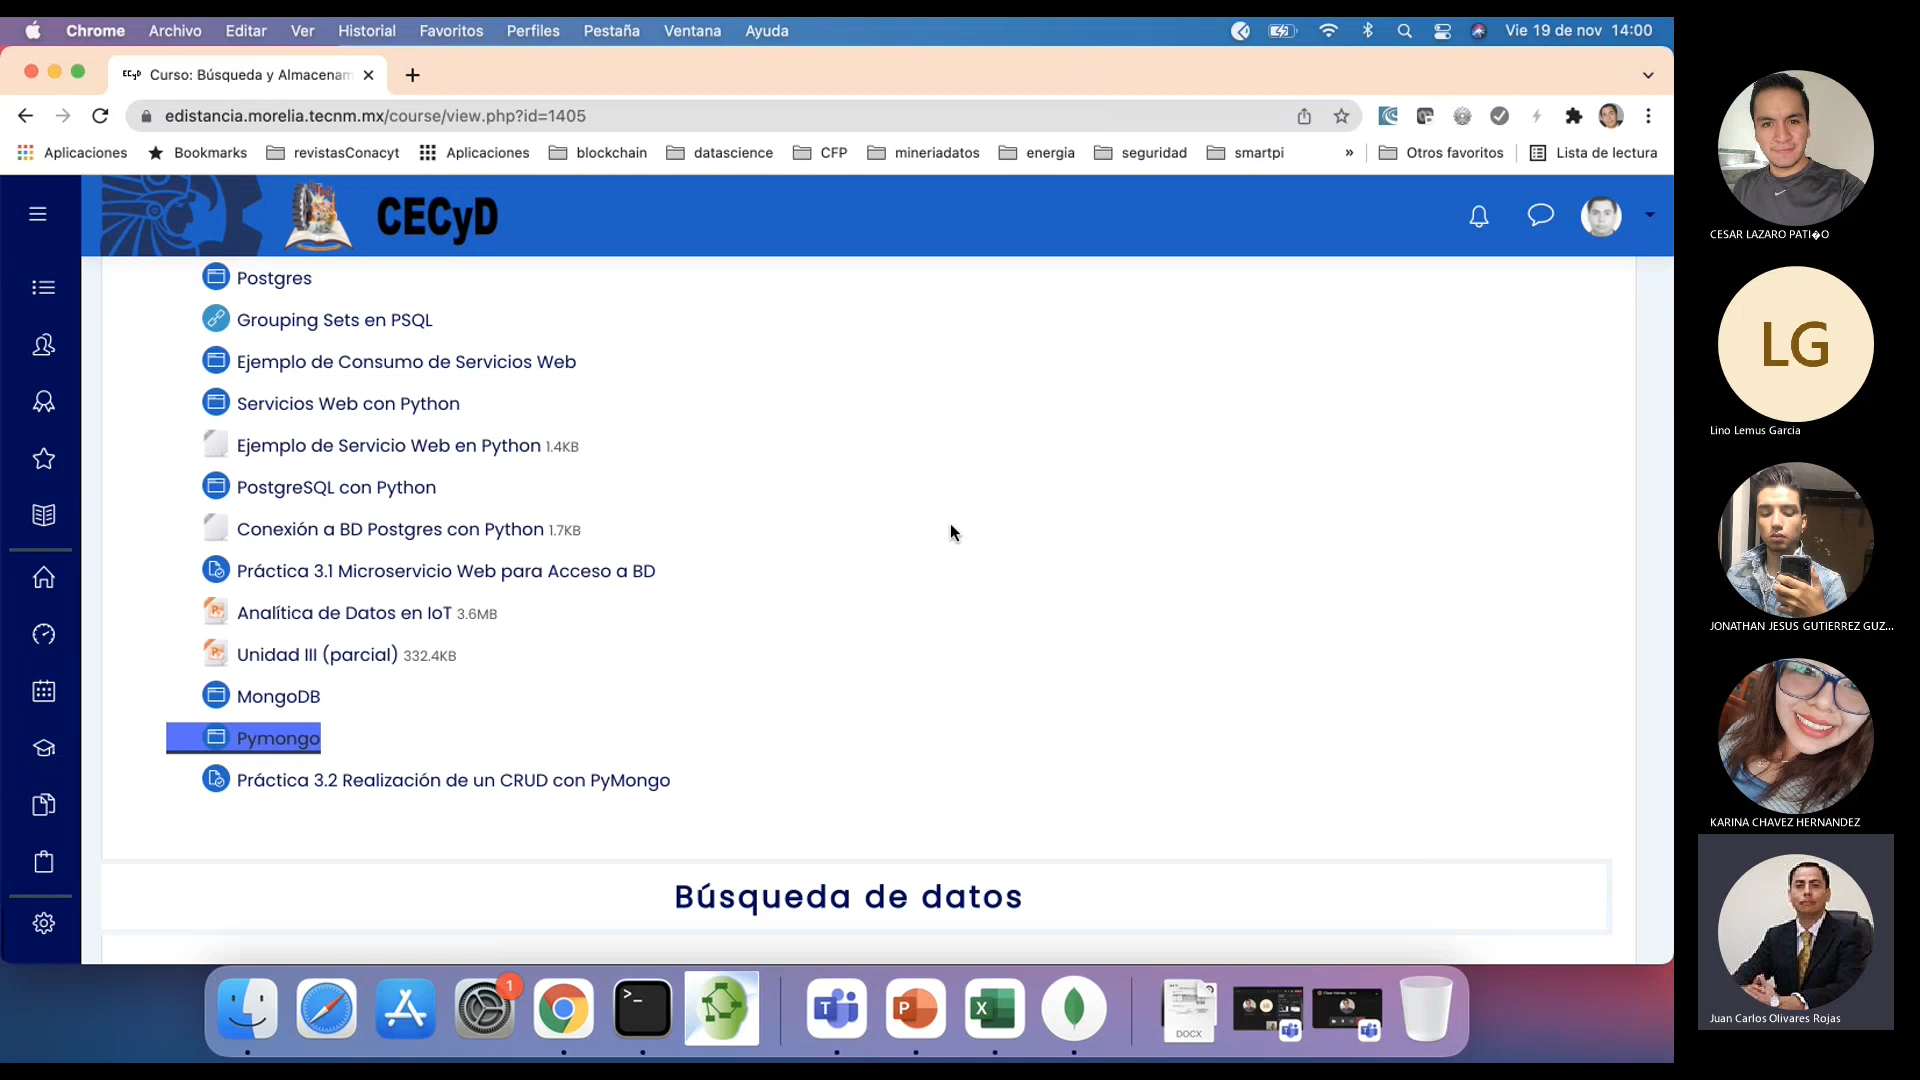 Chrome Archivo Editar Ver Historial Favoritos Perfiles Pestaña Ventana Ayuda Vie 19 de nov 14:00
Curso: Búsqueda y Almacenam
edistancia.morelia.tecnm.mx/course/view.php?id=1405
Aplicaciones Bookmarks revistasConacyt Aplicaciones blockchain datascience CFP mineriadatos energia seguridad smartpi » Otros favoritos Lista de lectura
CECyD
Postgres
Grouping Sets en PSQL
Ejemplo de Consumo de Servicios Web
Servicios Web con Python
Ejemplo de Servicio Web en Python 1.4KB
PostgreSQL con Python
Conexión a BD Postgres con Python 1.7KB
Práctica 3.1 Microservicio Web para Acceso a BD
Analítica de Datos en IoT 3.6MB
Unidad III (parcial) 332.4KB
MongoDB
Pymongo
Práctica 3.2 Realización de un CRUD con PyMongo
Búsqueda de datos
1
DOCX
CESAR LAZARO PATI�O
LG
Lino Lemus Garcia
JONATHAN JESUS GUTIERREZ GUZ...
KARINA CHAVEZ HERNANDEZ
Juan Carlos Olivares Rojas